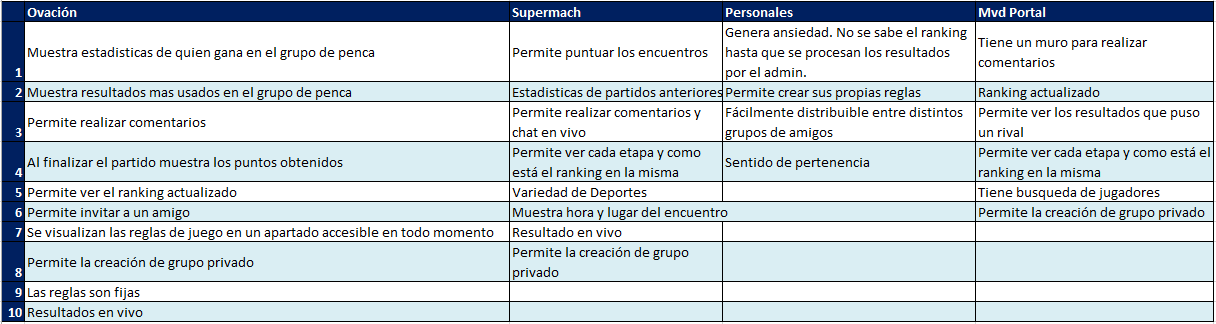 Ovación Supermach Personales Mvd Portal
1 Muestra estadisticas de quien gana en el grupo de penca Permite puntuar los encuentros Genera ansiedad. No se sabe el ranking hasta que se procesan los resultados por el admin. Tiene un muro para realizar comentarios
2 Muestra resultados mas usados en el grupo de penca Estadisticas de partidos anteriores Permite crear sus propias reglas Ranking actualizado
3 Permite realizar comentarios Permite realizar comentarios y chat en vivo Fácilmente distribuible entre distintos grupos de amigos Permite ver los resultados que puso un rival
4 Al finalizar el partido muestra los puntos obtenidos Permite ver cada etapa y como está el ranking en la misma Sentido de pertenencia Permite ver cada etapa y como está el ranking en la misma
5 Permite ver el ranking actualizado Variedad de Deportes Tiene busqueda de jugadores
6 Permite invitar a un amigo Muestra hora y lugar del encuentro Permite la creación de grupo privado
7 Se visualizan las reglas de juego en un apartado accesible en todo momento Resultado en vivo
8 Permite la creación de grupo privado Permite la creación de grupo privado
9 Las reglas son fijas
10 Resultados en vivo